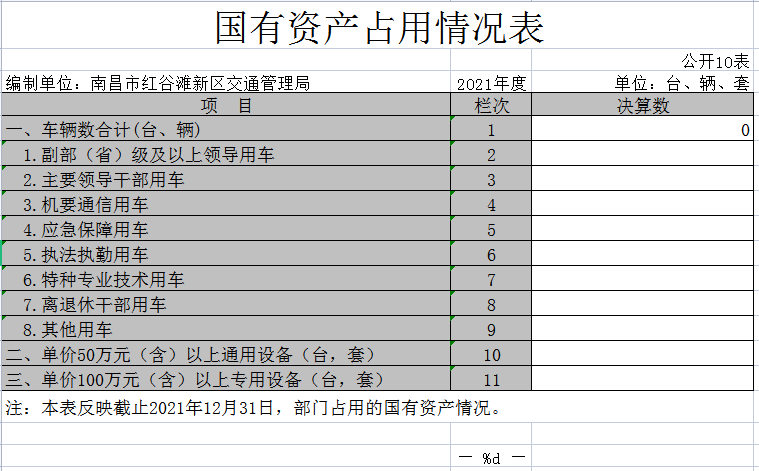 国有资产占用情况表
公开10表
编制单位：南昌市红谷滩新区交通管理局 2021年度 单位：台、辆、套
项 目 栏次 决算数
一、车辆数合计(台、辆) 1 0
1.副部（省）级及以上领导用车 2
2.主要领导干部用车 3
3.机要通信用车 4
4.应急保障用车 5
5.执法执勤用车 6
6.特种专业技术用车 7
7.离退休干部用车 8
8.其他用车 9
二、单价50万元（含）以上通用设备（台，套） 10
三、单价100万元（含）以上专用设备（台，套） 11
注：本表反映截止2021年12月31日，部门占用的国有资产情况。
— %d —